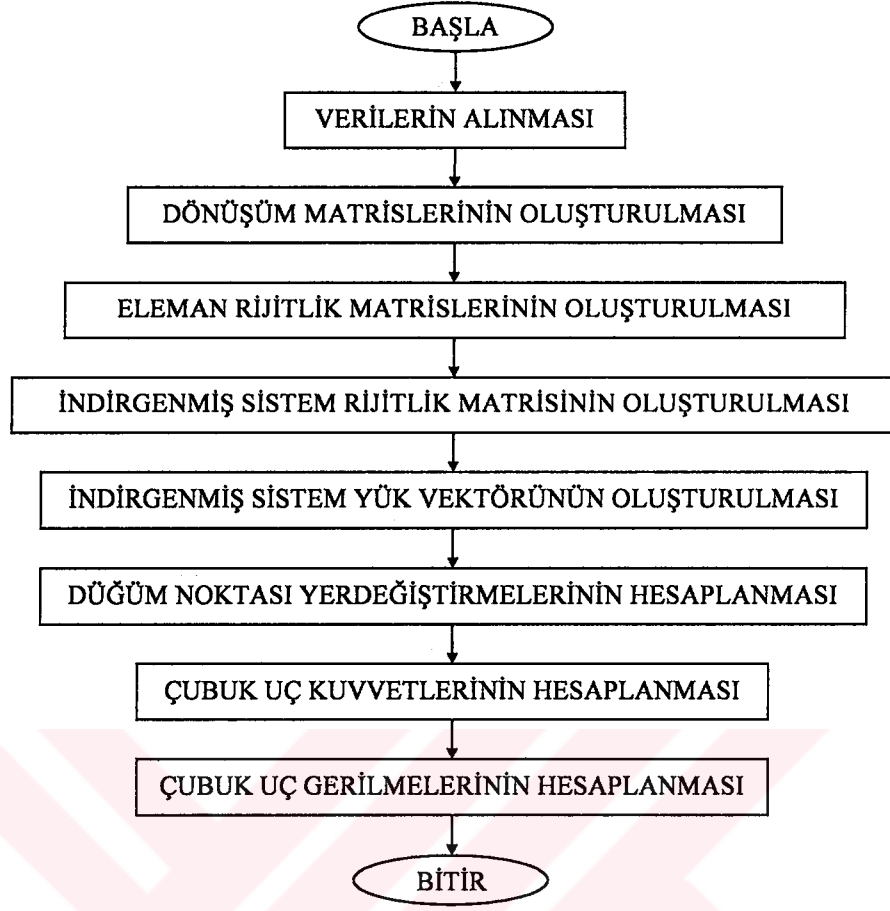 BAŞLA
VERİLERİN ALINMASI
DÖNÜŞÜM MATRİSLERİNİN OLUŞTURULMASI
ELEMAN RİJİTLİK MATRİSLERİNİN OLUŞTURULMASI
İNDİRGENMİŞ SİSTEM RİJİTLİK MATRİSİNİN OLUŞTURULMASI
İNDİRGENMİŞ SİSTEM YÜK VEKTÖRÜNÜN OLUŞTURULMASI
DÜĞÜM NOKTASI YERDEĞİŞTİRMELERİNİN HESAPLANMASI
ÇUBUK UÇ KUVVETLERİNİN HESAPLANMASI
ÇUBUK UÇ GERİLMELERİNİN HESAPLANMASI
BİTİR